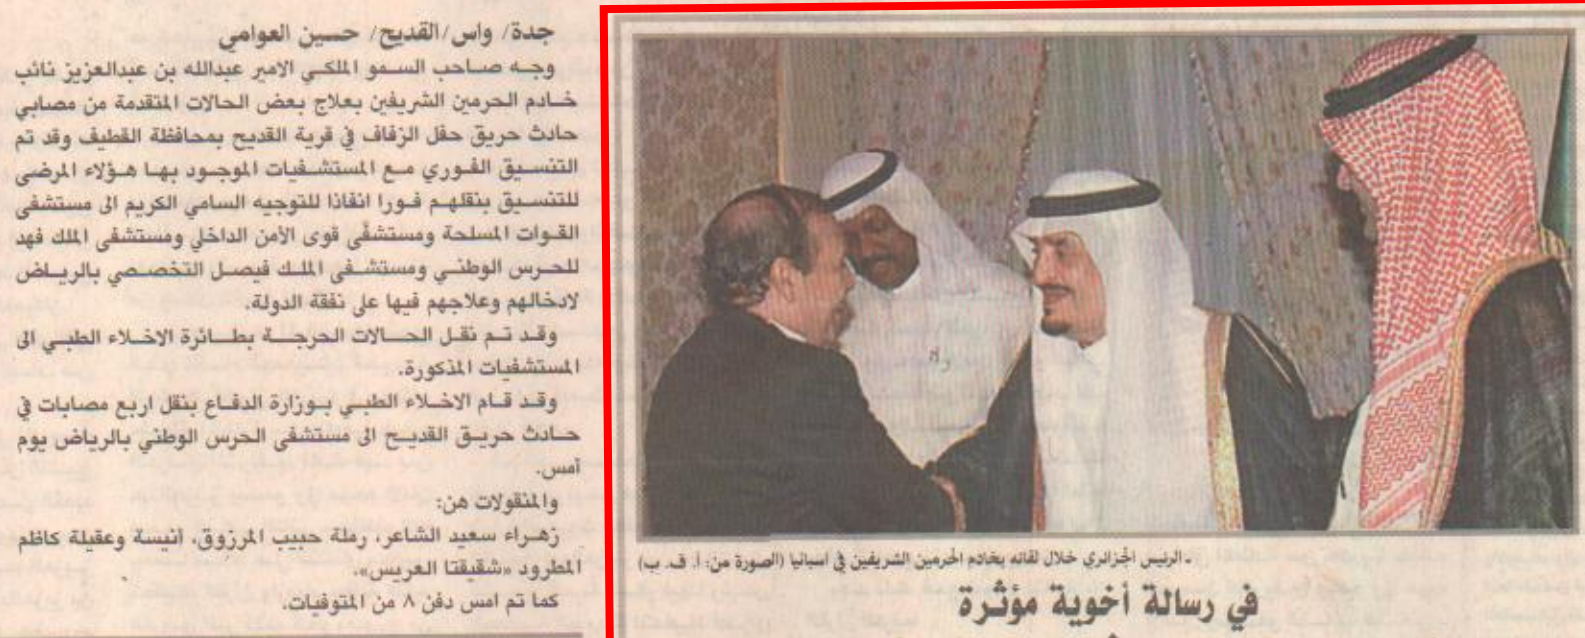 جدة/ واس/القديح/ حسين العوامي
وجه صاحب السمو الملكي الامير عبدالله بن عبدالعزيز نائب
خادم الحرمين الشريفين بعلاج بعض الحالات المتقدمة من مصابي
حادث حريق حفل الزفاف في قرية القديح بمحافظة القطيف وقد تم
التنسيق الفوري مع المستشفيات الموجود بها هؤلاء المرضى
للتنسيق بنقلهم فورا انفاذا للتوجيه السامي الكريم الى مستشفى
القوات المسلحة ومستشفى قوى الأمن الداخلي ومستشفى الملك فهد
للحرس الوطني ومستشفى الملك فيصل التخصصي بالرياض
لادخالهم وعلاجهم فيها على نفقة الدولة.
وقد تم نقل الحالات الحرجة بطائرة الاخلاء الطبي الى
المستشفيات المذكورة.
وقد قام الاخلاء الطبي بوزارة الدفاع بنقل اربع مصابات في
حادث حريق القديح الى مستشفى الحرس الوطني بالرياض يوم
أمس.
والمنقولات هن:
زهراء سعيد الشاعر، رملة حبيب المرزوق، أنيسة وعقيلة كاظم
المطرود «شقيقتا العريس».
كما تم امس دفن ٨ من المتوفيات.
ـ الرئيس الجزائري خلال لقائه بخادم الحرمين الشريفين في اسبانيا (الصورة من: أ. ف. ب)
في رسالة أخوية مؤثرة